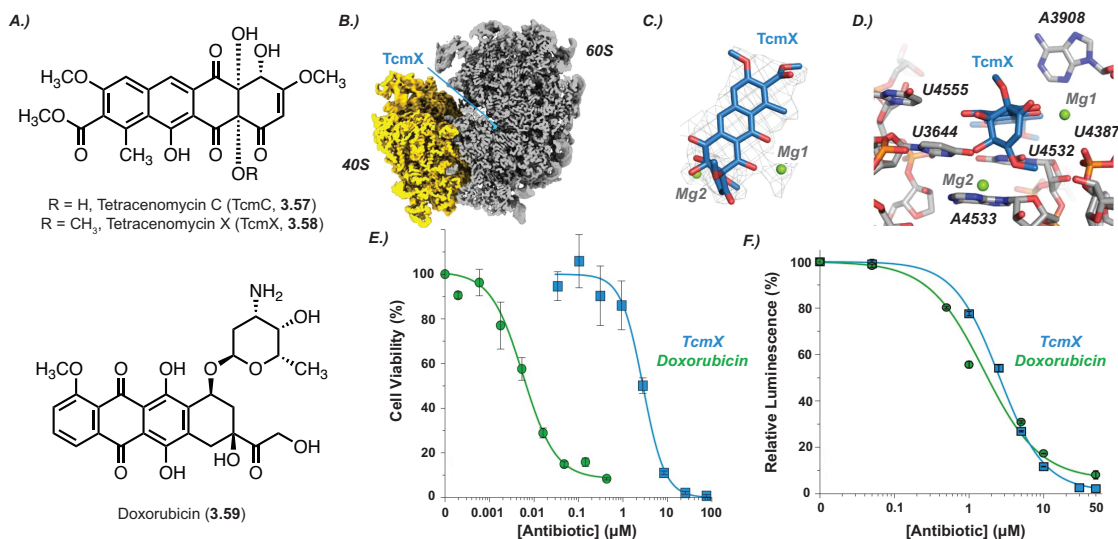 A.)
OH
OH
O
CH₃O
OCH₃
CH₃O
O
CH₃
OH
O
O
O
OR
R = H, Tetracenomycin C (TcmC, 3.57)
R = CH₃, Tetracenomycin X (TcmX, 3.58)
NH₂
OH
O
CH₃
OCH₃
O
OH
O
O
OH
OH
O
OH
Doxorubicin (3.59)
B.)
60S
TcmX
40S
C.)
TcmX
Mg1
Mg2
D.)
A3908
TcmX
U4555
Mg1
U3644
U4387
U4532
Mg2
A4533
E.)
Cell Viability (%)
100
80
60
40
20
0
0
0.001
0.01
0.1
1
10
100
[Antibiotic] (µM)
TcmX
Doxorubicin
F.)
Relative Luminescence (%)
100
80
60
40
20
0
0
0.1
1
10
50
[Antibiotic] (µM)
TcmX
Doxorubicin